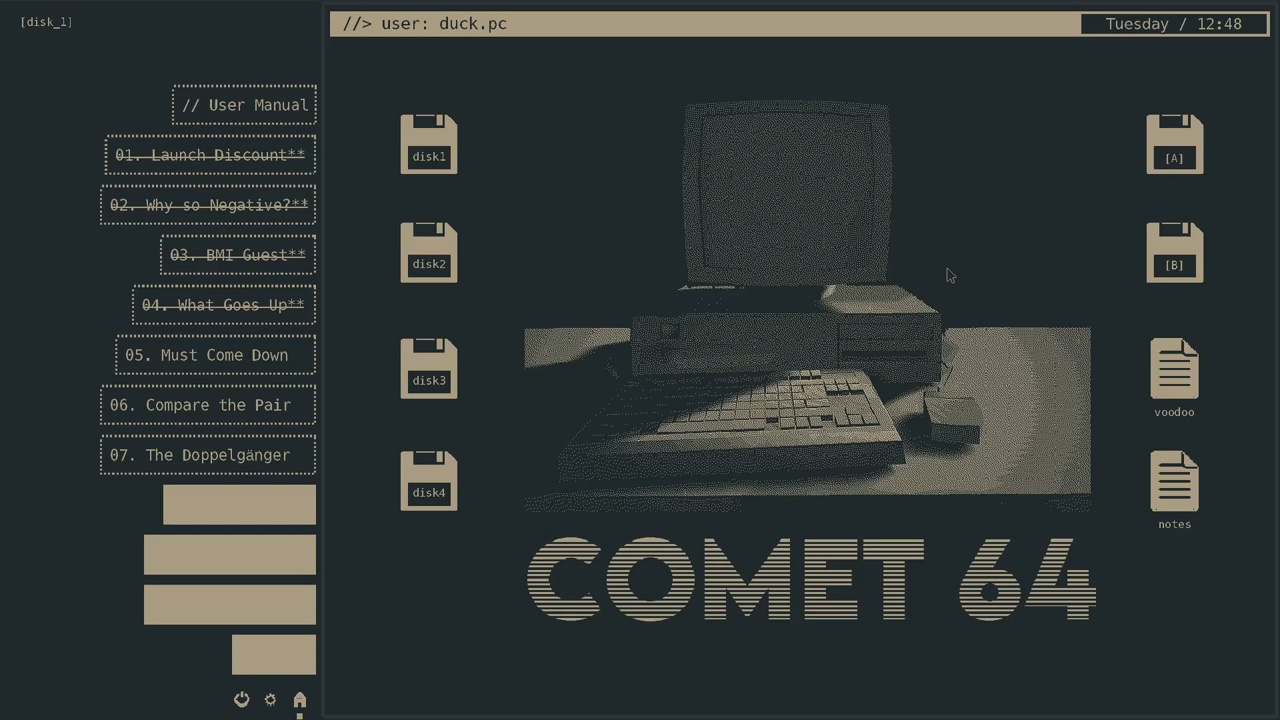 [disk_1]
//> user: duck.pc
Tuesday / 12:48
// User Manual
01. Launch Discount**
02. Why so Negative?**
03. BMI Guest**
04. What Goes Up**
05. Must Come Down
06. Compare the Pair
07. The Doppelgänger
disk1
disk2
disk3
disk4
[A]
[B]
voodoo
notes
COMET 64